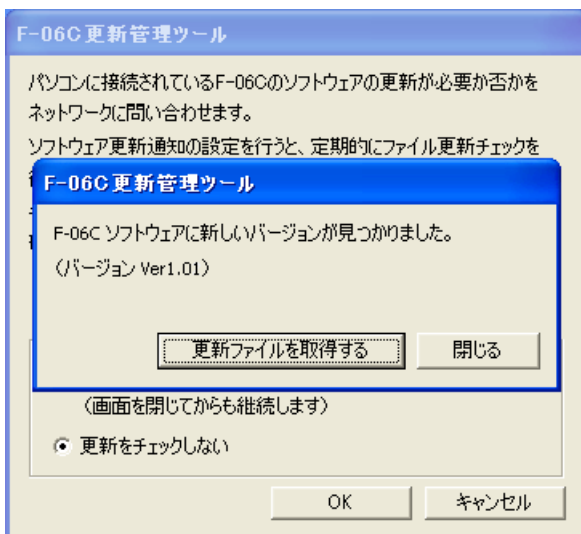 F-06C更新管理ツール
パソコンに接続されているF-06Cのソフトウェアの更新が必要か否かを
ネットワークに問い合わせます。
ソフトウェア更新通知の設定を行うと、定期的にファイル更新チェックを
F-06C更新管理ツール
F-06C ソフトウェアに新しいバージョンが見つかりました。
（バージョン Ver1.01）
更新ファイルを取得する
閉じる
（画面を閉じてからも継続します）
更新をチェックしない
OK
キャンセル